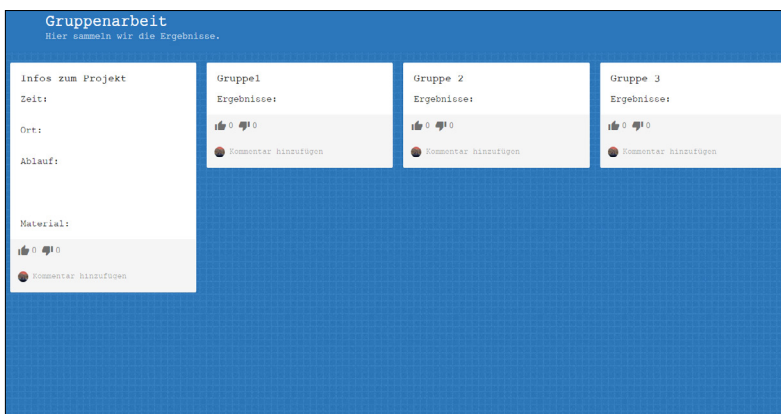 Gruppenarbeit
Hier sammeln wir die Ergebnisse.
Infos zum Projekt
Zeit:
Ort:
Ablauf:
Material:
0 0
Kommentar hinzufügen
Gruppe1
Ergebnisse:
0 0
Kommentar hinzufügen
Gruppe 2
Ergebnisse:
0 0
Kommentar hinzufügen
Gruppe 3
Ergebnisse:
0 0
Kommentar hinzufügen